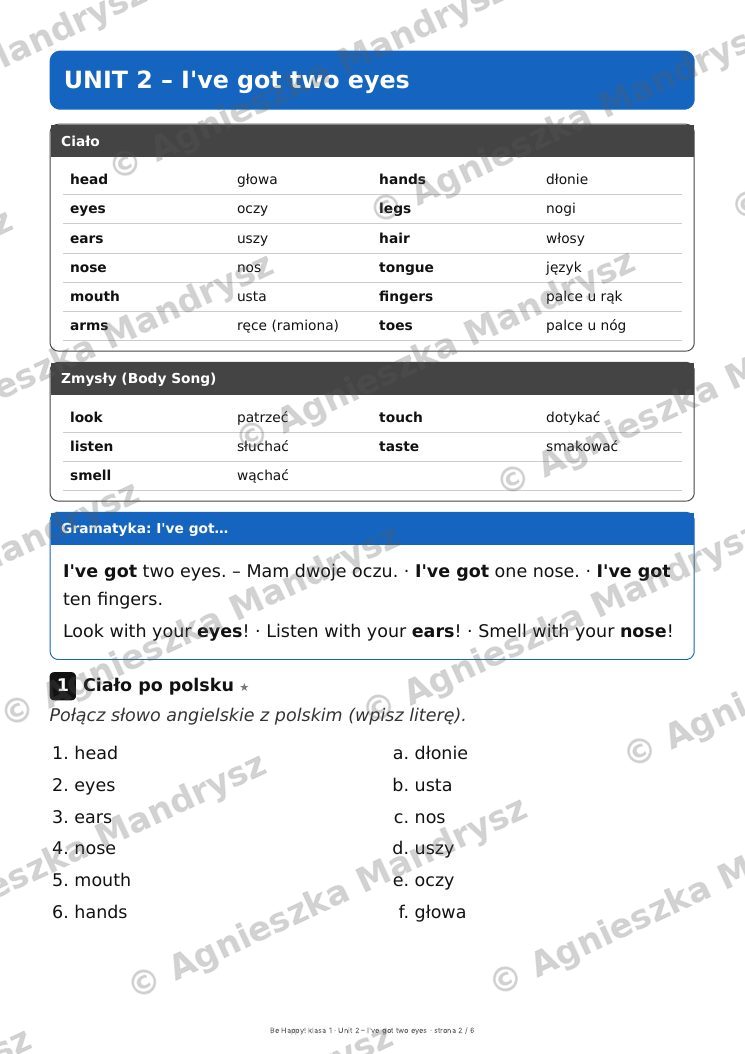 UNIT 2 – I've got two eyes
Ciało
head głowa hands dłonie
eyes oczy legs nogi
ears uszy hair włosy
nose nos tongue język
mouth usta fingers palce u rąk
arms ręce (ramiona) toes palce u nóg
Zmysły (Body Song)
look patrzeć touch dotykać
listen słuchać taste smakować
smell wąchać
Gramatyka: I've got…
I've got two eyes. – Mam dwoje oczu. · I've got one nose. · I've got
ten fingers.
Look with your eyes! · Listen with your ears! · Smell with your nose!
1 Ciało po polsku ★
Połącz słowo angielskie z polskim (wpisz literę).
1. head a. dłonie
2. eyes b. usta
3. ears c. nos
4. nose d. uszy
5. mouth e. oczy
6. hands f. głowa
Be Happy! klasa 1 · Unit 2 – I've got two eyes · strona 2 / 6
© Agnieszka Mandrysz